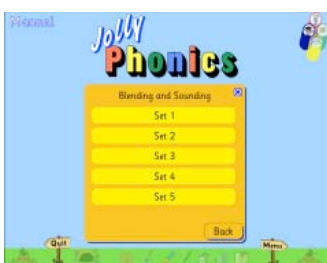 Manual
Jolly
Phonics
Blending and Sounding
Set 1
Set 2
Set 3
Set 4
Set 5
Back
Quit
Menu